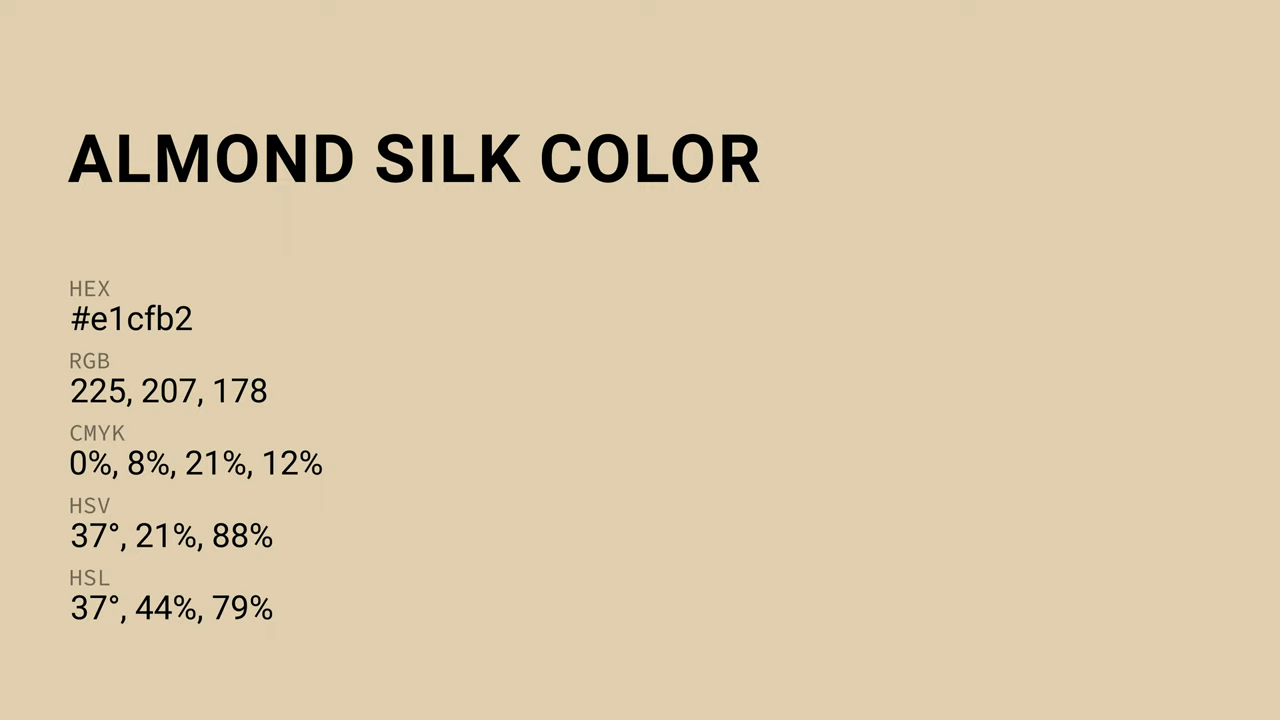 ALMOND SILK COLOR
HEX
#e1cfb2
RGB
225, 207, 178
CMYK
0%, 8%, 21%, 12%
HSV
37°, 21%, 88%
HSL
37°, 44%, 79%